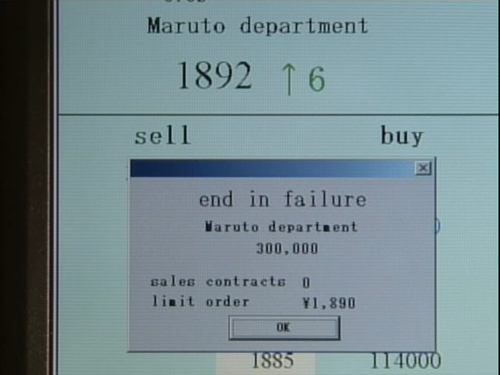 Maruto department
1892 ↑ 6
sell buy
end in failure
Maruto department
300,000
sales contracts 0
limit order ¥1,890
OK
1885 114000